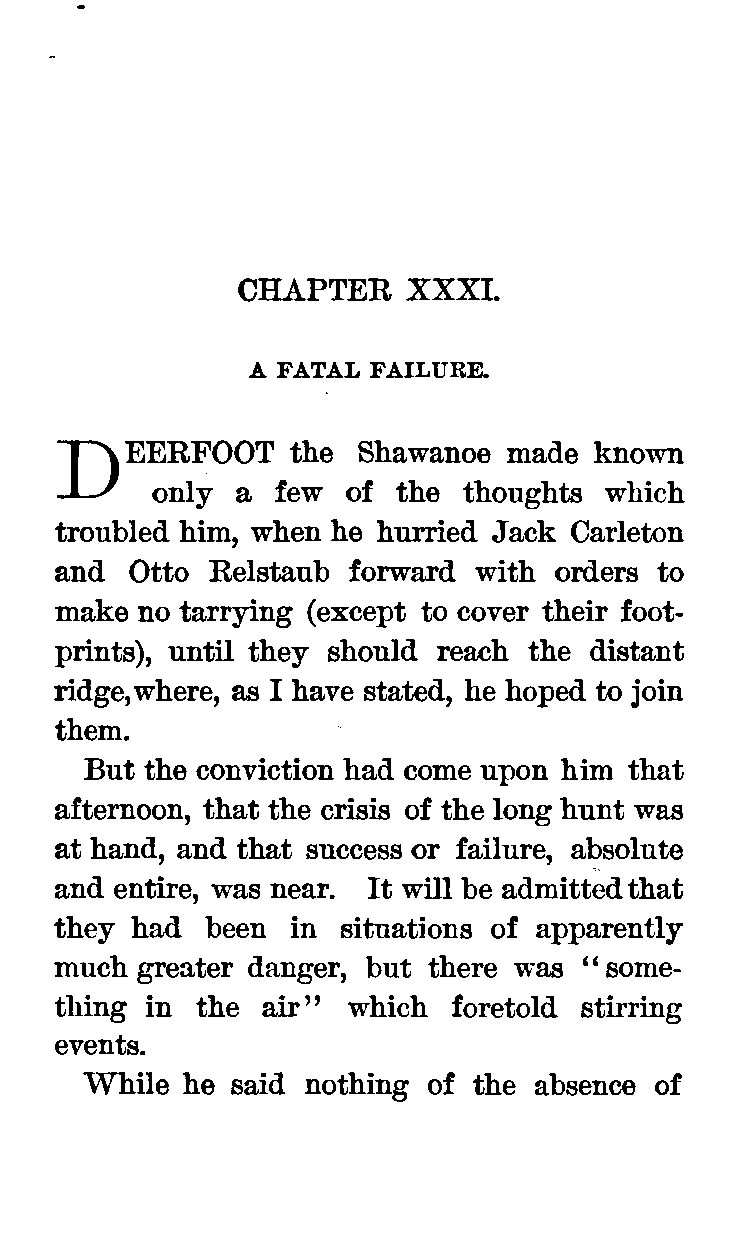 CHAPTER XXXI.
A FATAL FAILURE.
DEERFOOT the Shawanoe made known
only a few of the thoughts which
troubled him, when he hurried Jack Carleton
and Otto Relstaub forward with orders to
make no tarrying (except to cover their foot-
prints), until they should reach the distant
ridge,where, as I have stated, he hoped to join
them.
But the conviction had come upon him that
afternoon, that the crisis of the long hunt was
at hand, and that success or failure, absolute
and entire, was near. It will be admitted that
they had been in situations of apparently
much greater danger, but there was "some-
thing in the air" which foretold stirring
events.
While he said nothing of the absence of